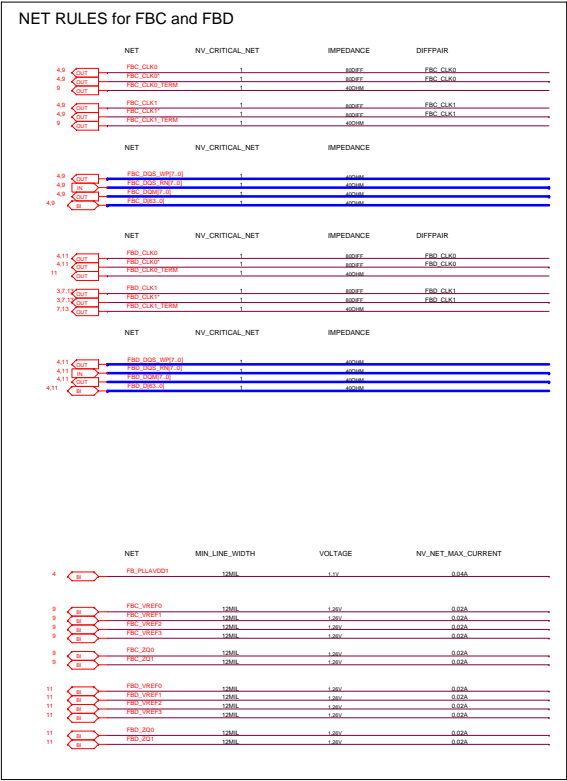 NET RULES for FBC and FBD
NET NV_CRITICAL_NET IMPEDANCE DIFFPAIR
4,9 OUT FBC_CLK0 1 80DIFF FBC_CLK0
4,9 OUT FBC_CLK0* 1 80DIFF FBC_CLK0
9 OUT FBC_CLK0_TERM 40OHM
4,9 OUT FBC_CLK1 1 80DIFF FBC_CLK1
4,9 OUT FBC_CLK1* 1 80DIFF FBC_CLK1
9 OUT FBC_CLK1_TERM 40OHM
NET NV_CRITICAL_NET IMPEDANCE
4,9 OUT FBC_DQS_WP[7..0] 1 40OHM
4,9 IN FBC_DQS_RN[7..0] 1 40OHM
4,9 OUT FBC_DQM[7..0] 1 40OHM
4,9 BI FBC_D[63..0] 1 40OHM
NET NV_CRITICAL_NET IMPEDANCE DIFFPAIR
4,11 OUT FBD_CLK0 1 80DIFF FBD_CLK0
4,11 OUT FBD_CLK0* 1 80DIFF FBD_CLK0
11 OUT FBD_CLK0_TERM 40OHM
OUT FBD_CLK1 1 80DIFF FBD_CLK1
OUT FBD_CLK1* 1 80DIFF FBD_CLK1
7,13 OUT FBD_CLK1_TERM 40OHM
NET NV_CRITICAL_NET IMPEDANCE
4,11 OUT FBD_DQS_WP[7..0] 1 40OHM
4,11 IN FBD_DQS_RN[7..0] 1 40OHM
4,11 OUT FBD_DQM[7..0] 1 40OHM
4,11 BI FBD_D[63..0] 1 40OHM
NET MIN_LINE_WIDTH VOLTAGE NV_NET_MAX_CURRENT
4 BI FB_PLLAVDD1 12MIL 1.1V 0.04A
9 BI FBC_VREF0 12MIL 1.26V 0.02A
9 BI FBC_VREF1 12MIL 1.26V 0.02A
9 BI FBC_VREF2 12MIL 1.26V 0.02A
9 BI FBC_VREF3 12MIL 1.26V 0.02A
9 BI FBC_ZQ0 12MIL 1.26V 0.02A
9 BI FBC_ZQ1 12MIL 1.26V 0.02A
11 BI FBD_VREF0 12MIL 1.26V 0.02A
11 BI FBD_VREF1 12MIL 1.26V 0.02A
11 BI FBD_VREF2 12MIL 1.26V 0.02A
11 BI FBD_VREF3 12MIL 1.26V 0.02A
11 BI FBD_ZQ0 12MIL 1.26V 0.02A
11 BI FBD_ZQ1 12MIL 1.26V 0.02A